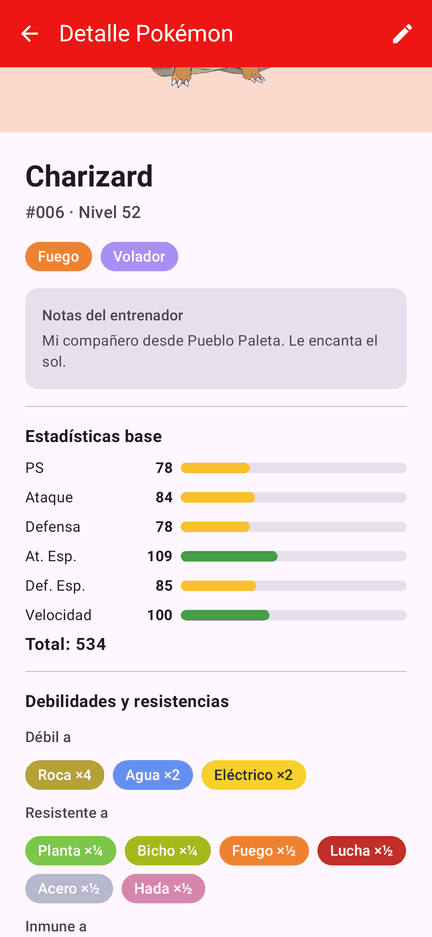 Detalle Pokémon
Charizard
#006 · Nivel 52
Fuego
Volador
Notas del entrenador
Mi compañero desde Pueblo Paleta. Le encanta el
sol.
Estadísticas base
PS 78
Ataque 84
Defensa 78
At. Esp. 109
Def. Esp. 85
Velocidad 100
Total: 534
Debilidades y resistencias
Débil a
Roca ×4 Agua ×2 Eléctrico ×2
Resistente a
Planta ×¼ Bicho ×¼ Fuego ×½ Lucha ×½
Acero ×½ Hada ×½
Inmune a